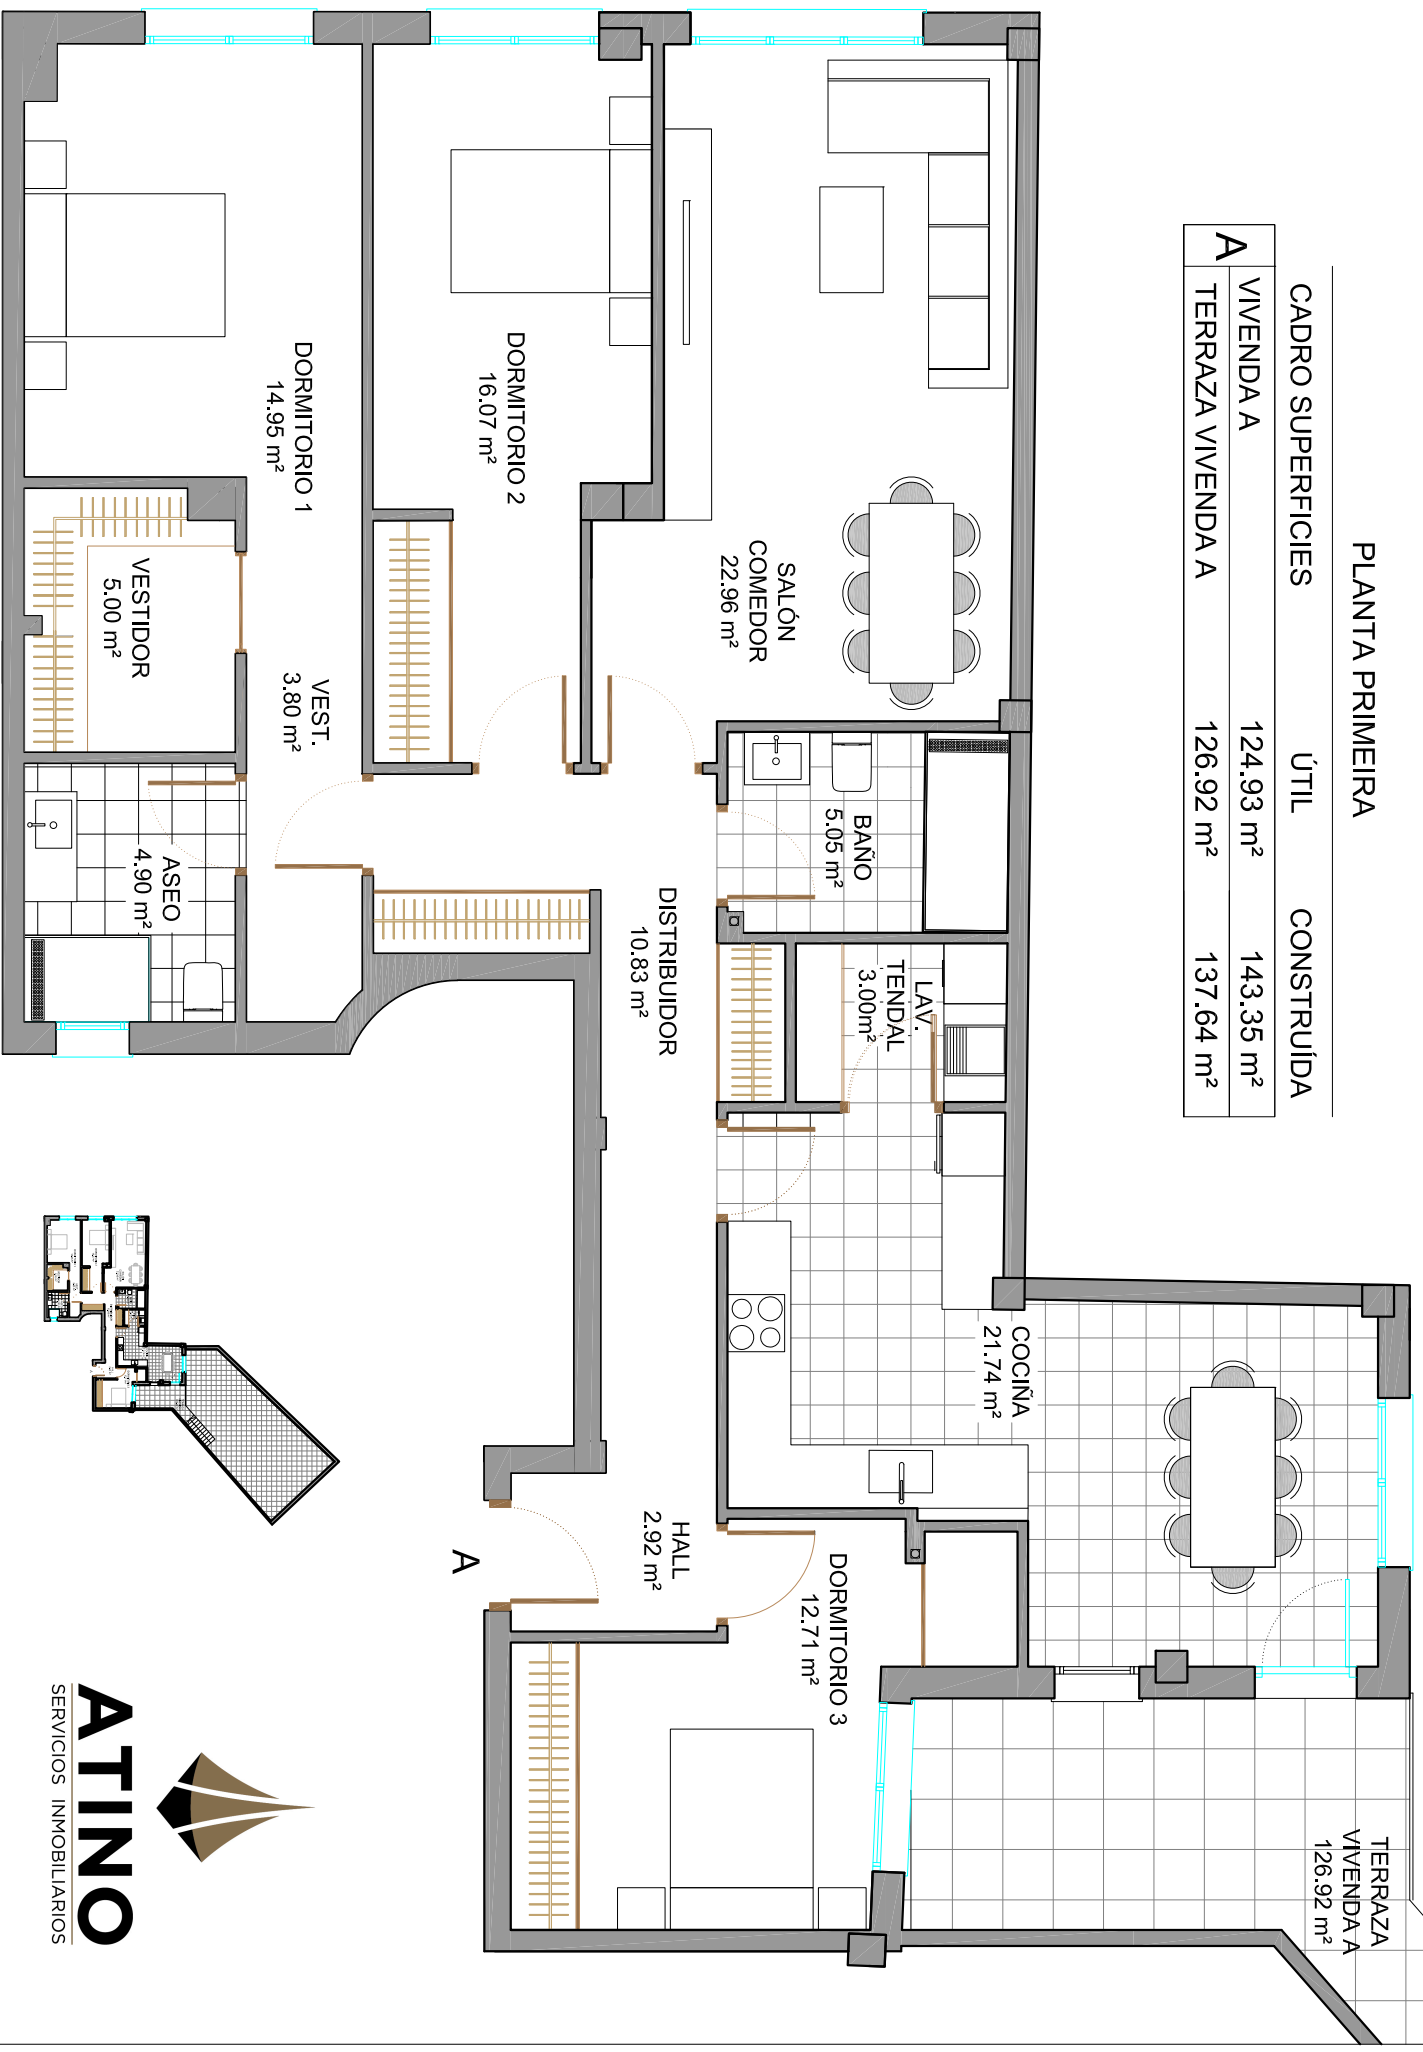 PLANTA PRIMEIRA
CADRO SUPERFICIES ÚTIL CONSTRUÍDA
A
VIVENDA A 124.93 m² 143.35 m²
TERRAZA VIVENDA A 126.92 m² 137.64 m²
TERRAZA
VIVENDA A
126.92 m²
COCIÑA
21.74 m²
LAV.
TENDAL
3.00m²
BAÑO
5.05 m²
SALÓN
COMEDOR
22.96 m²
DORMITORIO 3
12.71 m²
HALL
2.92 m²
DISTRIBUIDOR
10.83 m²
DORMITORIO 2
16.07 m²
A
DORMITORIO 1
14.95 m²
VEST.
3.80 m²
VESTIDOR
5.00 m²
ASEO
4.90 m²
ATINO
SERVICIOS INMOBILIARIOS